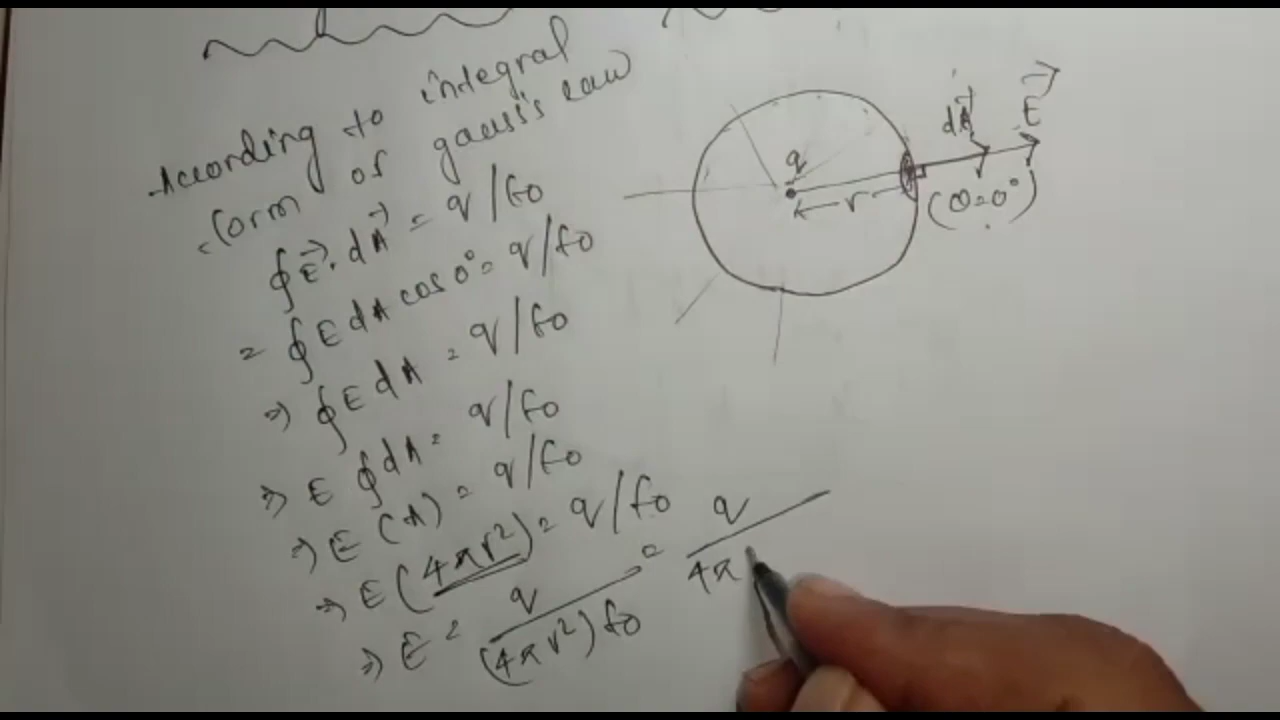 According to integral
form of gauss's law
∮E⃗.dA⃗ = q/ϵ0
= ∮E dA cos 0° = q/ϵ0
⇒ ∮E dA = q/ϵ0
⇒ E ∮dA = q/ϵ0
⇒ E (A) = q/ϵ0
⇒ E (4πr²) = q/ϵ0
⇒ E = q/(4πr²)ϵ0 = q/4π
q
r
dA⃗
E⃗
(θ=0°)